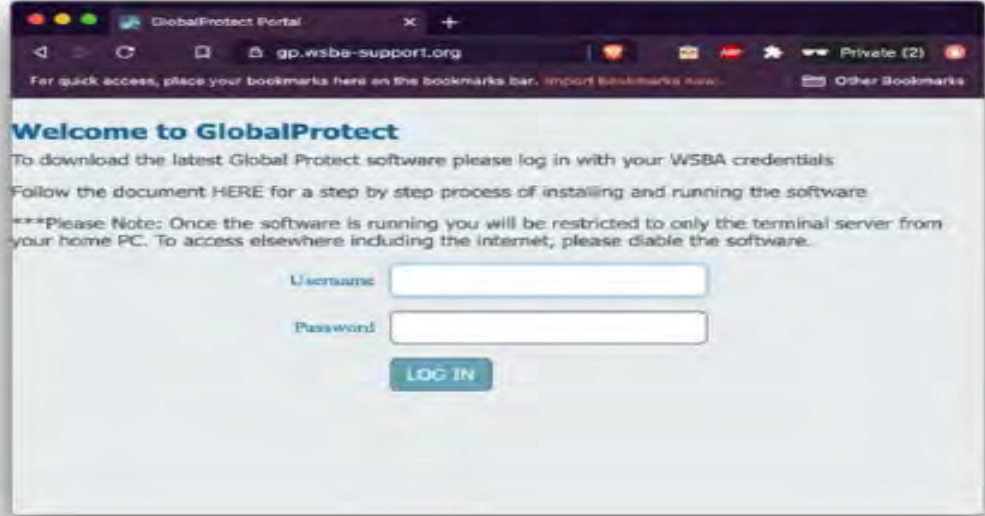 GlobalProtect Portal
gp.wsba-support.org
Private (2)
For quick access, place your bookmarks here on the bookmarks bar. Import bookmarks now...
Other Bookmarks
Welcome to GlobalProtect
To download the latest Global Protect software please log in with your WSBA credentials
Follow the document HERE for a step by step process of installing and running the software
***Please Note: Once the software is running you will be restricted to only the terminal server from
your home PC. To access elsewhere including the internet, please diable the software.
Username
Password
LOG IN